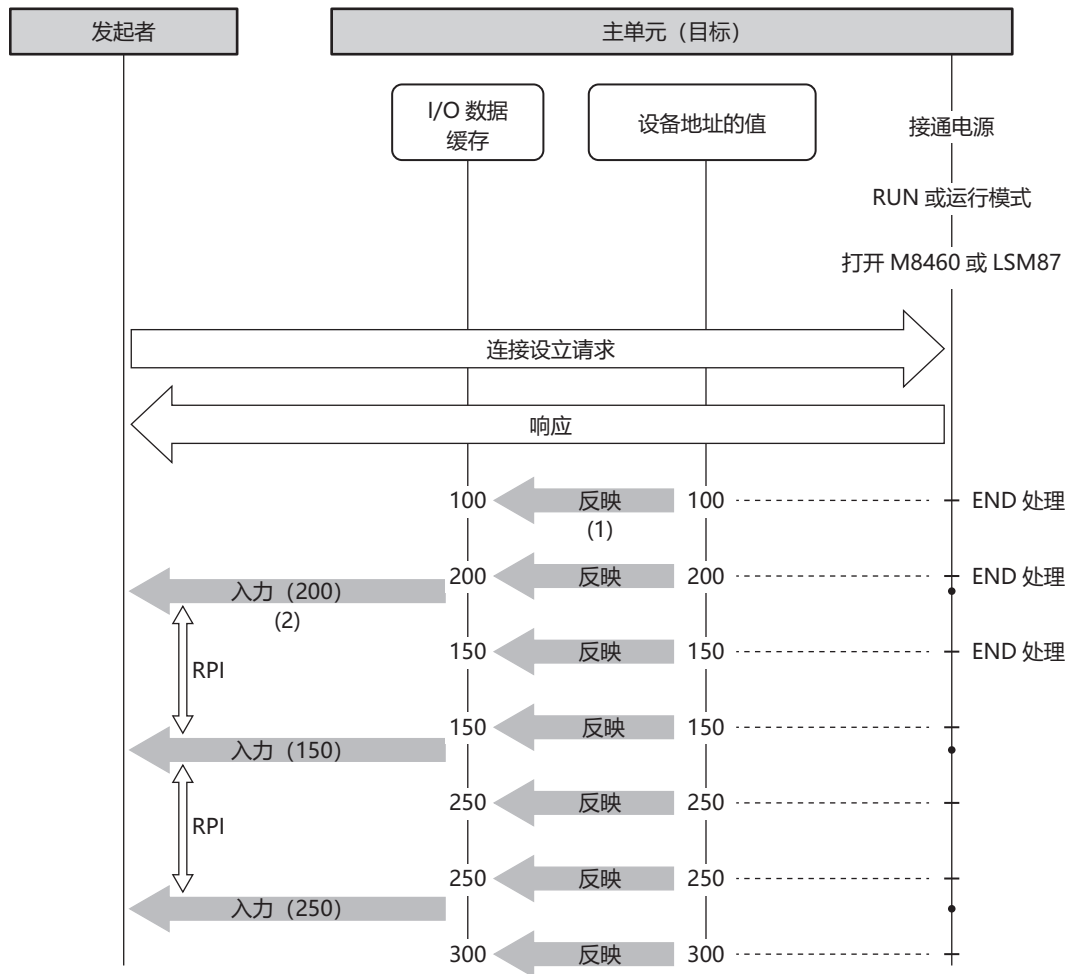 发起者
主单元（目标）
I/O 数据
缓存
设备地址的值
接通电源
RUN 或运行模式
打开 M8460 或 LSM87
连接设立请求
响应
100 反映 100 END 处理
(1)
200 反映 200 END 处理
入力（200）
(2)
150 反映 150 END 处理
RPI
150 反映 150
入力（150）
250 反映 250
RPI
250 反映 250
入力（250）
300 反映 300